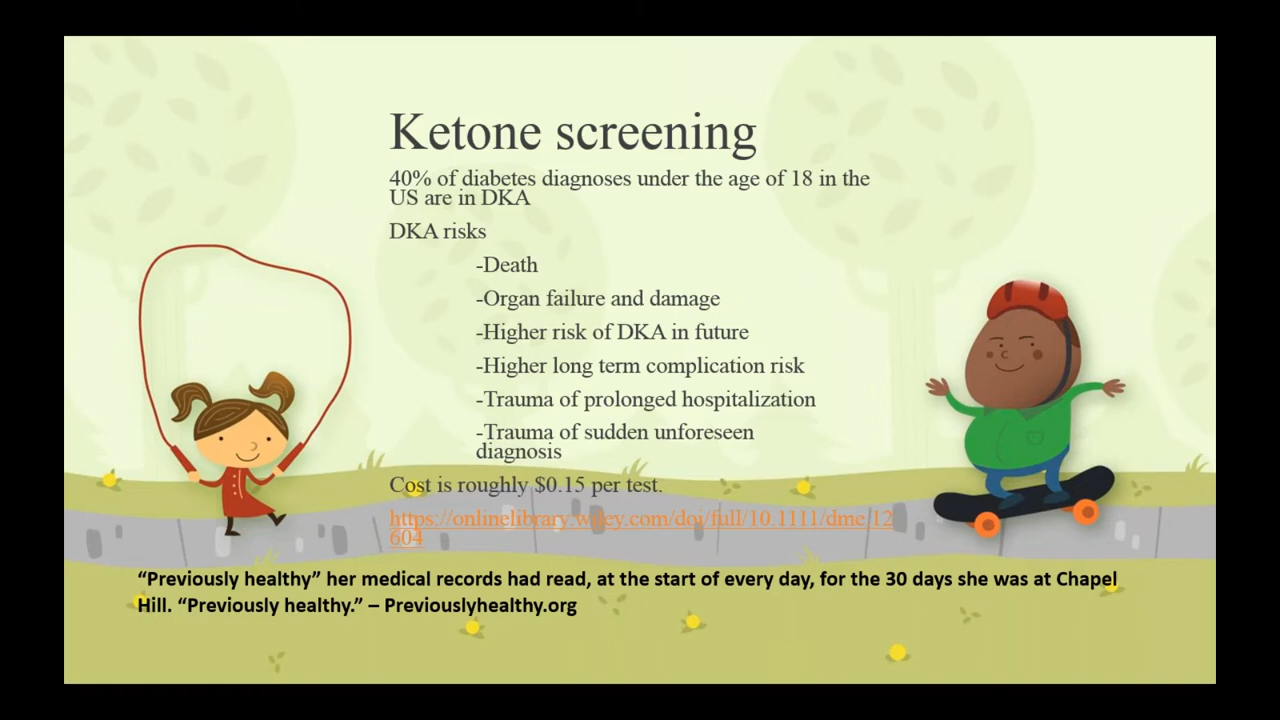 Ketone screening
40% of diabetes diagnoses under the age of 18 in the
US are in DKA
DKA risks
-Death
-Organ failure and damage
-Higher risk of DKA in future
-Higher long term complication risk
-Trauma of prolonged hospitalization
-Trauma of sudden unforeseen
diagnosis
Cost is roughly $0.15 per test.
https://onlinelibrary.wiley.com/doi/full/10.1111/dme.12
604
“Previously healthy” her medical records had read, at the start of every day, for the 30 days she was at Chapel
Hill. “Previously healthy.” – Previouslyhealthy.org